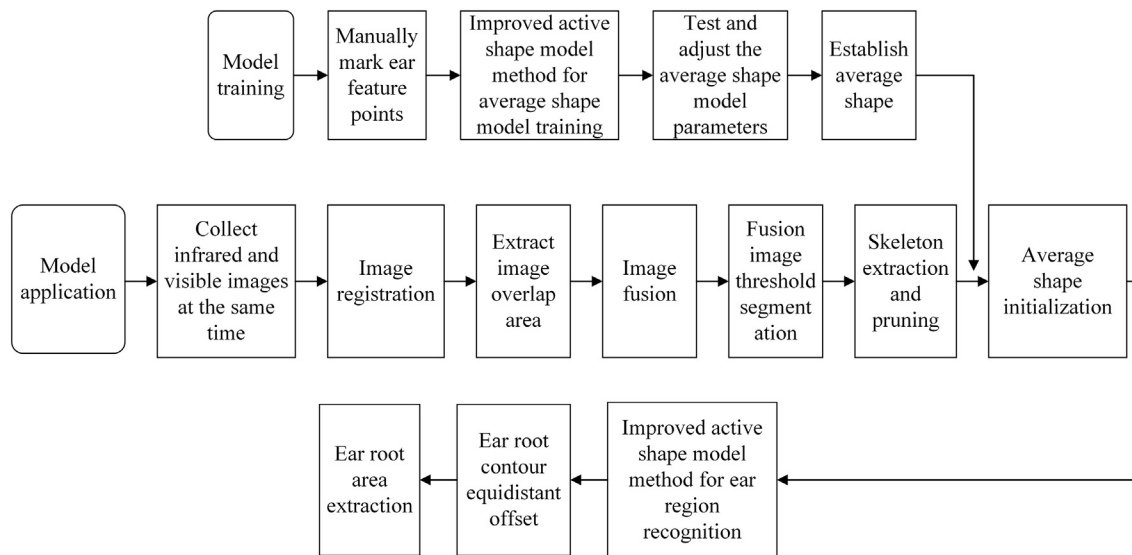 Model
training
Manually
mark ear
feature
points
Improved active
shape model
method for
average shape
model training
Test and
adjust the
average shape
model
parameters
Establish
average
shape
Model
application
Collect
infrared and
visible images
at the same
time
Image
registration
Extract
image
overlap
area
Image
fusion
Fusion
image
threshold
segment
ation
Skeleton
extraction
and
pruning
Average
shape
initialization
Ear root
area
extraction
Ear root
contour
equidistant
offset
Improved active
shape model
method for ear
region
recognition